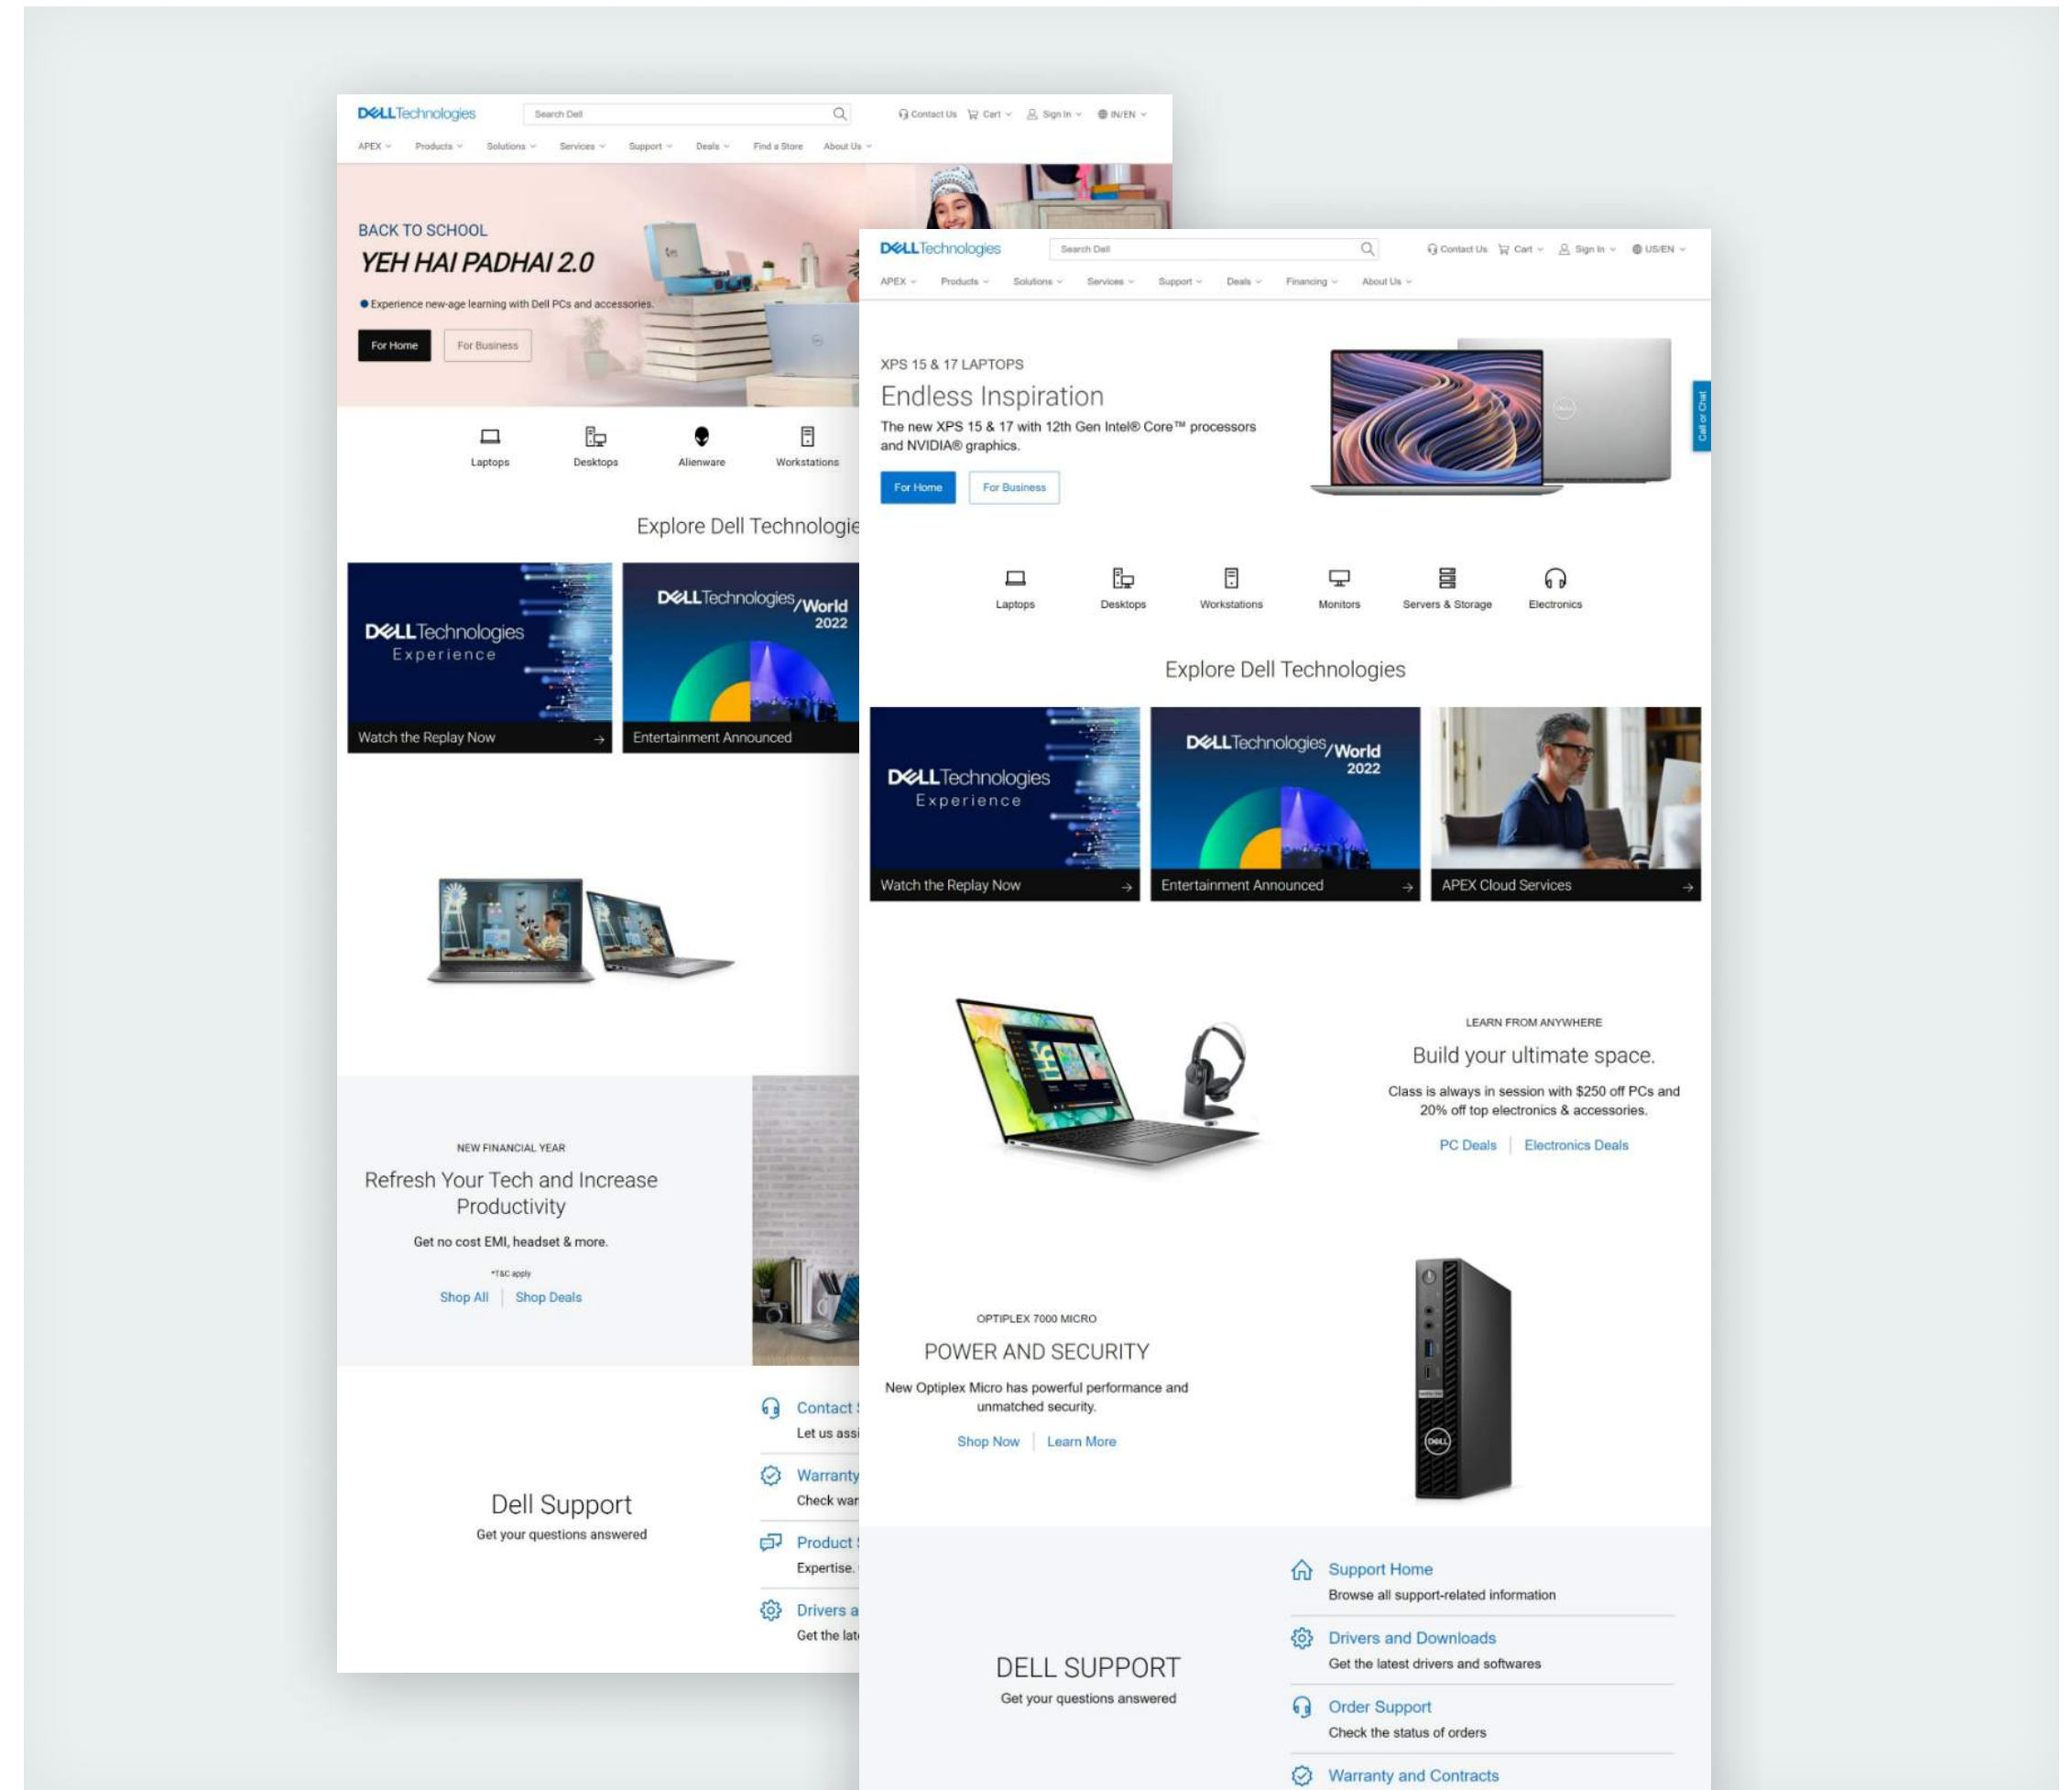 DELLTechnologies
Search Dell
Contact Us
Cart
Sign In
IN/EN
APEX
Products
Solutions
Services
Support
Deals
Find a Store
About Us
BACK TO SCHOOL
YEH HAI PADHAI 2.0
Experience new-age learning with Dell PCs and accessories.
For Home
For Business
Laptops
Desktops
Alienware
Workstations
Explore Dell Technologie
DELLTechnologies
Experience
Watch the Replay Now
DELLTechnologies/World
2022
Entertainment Announced
NEW FINANCIAL YEAR
Refresh Your Tech and Increase
Productivity
Get no cost EMI, headset & more.
*T&C apply
Shop All
Shop Deals
Dell Support
Get your questions answered
Contact
Let us assi
Warranty
Check war
Product
Expertise.
Drivers a
Get the late
DELLTechnologies
Search Dell
Contact Us
Cart
Sign In
US/EN
APEX
Products
Solutions
Services
Support
Deals
Financing
About Us
XPS 15 & 17 LAPTOPS
Endless Inspiration
The new XPS 15 & 17 with 12th Gen Intel® Core™ processors
and NVIDIA® graphics.
For Home
For Business
Call or Chat
Laptops
Desktops
Workstations
Monitors
Servers & Storage
Electronics
Explore Dell Technologies
DELLTechnologies
Experience
Watch the Replay Now
DELLTechnologies/World
2022
Entertainment Announced
APEX Cloud Services
LEARN FROM ANYWHERE
Build your ultimate space.
Class is always in session with $250 off PCs and
20% off top electronics & accessories.
PC Deals
Electronics Deals
OPTIPLEX 7000 MICRO
POWER AND SECURITY
New Optiplex Micro has powerful performance and
unmatched security.
Shop Now
Learn More
DELL
DELL SUPPORT
Get your questions answered
Support Home
Browse all support-related information
Drivers and Downloads
Get the latest drivers and softwares
Order Support
Check the status of orders
Warranty and Contracts